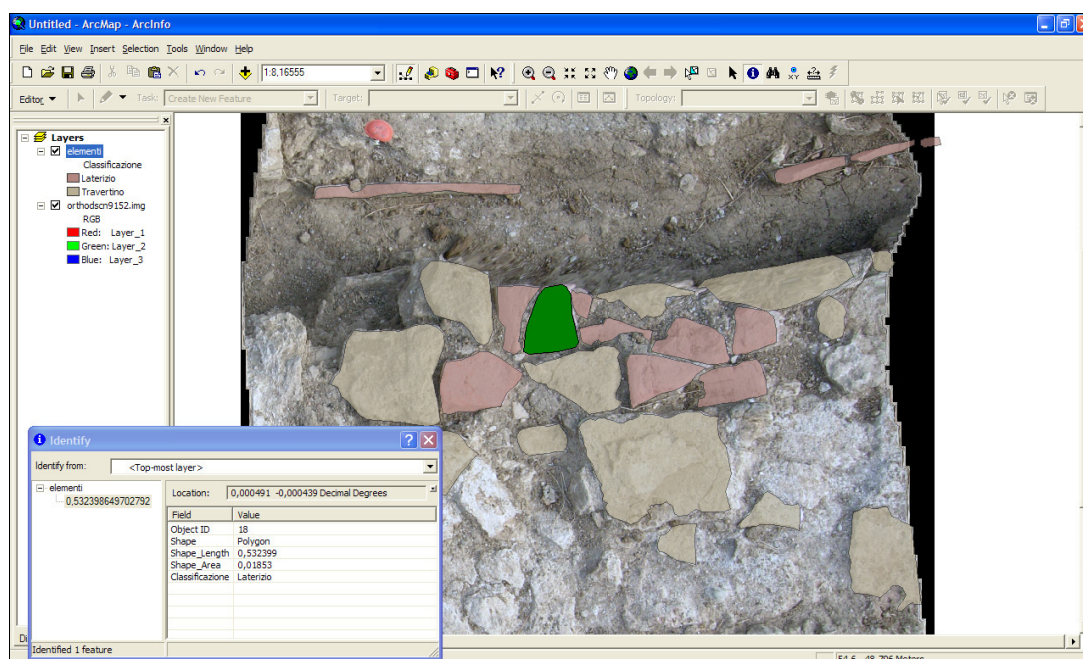 Untitled - ArcMap - ArcInfo
File Edit View Insert Selection Tools Window Help
1:8,16555
Editor Task: Create New Feature Target: Topology:
Layers
elementi
Classificazione
Laterizio
Travertino
orthodscn9152.img
RGB
Red: Layer_1
Green: Layer_2
Blue: Layer_3
Identify
Identify from: <Top-most layer>
elementi
0,532398649702792
Location: 0,000491 -0,000439 Decimal Degrees
Field Value
Object ID 18
Shape Polygon
Shape_Length 0,532399
Shape_Area 0,01853
Classificazione Laterizio
Identified 1 feature